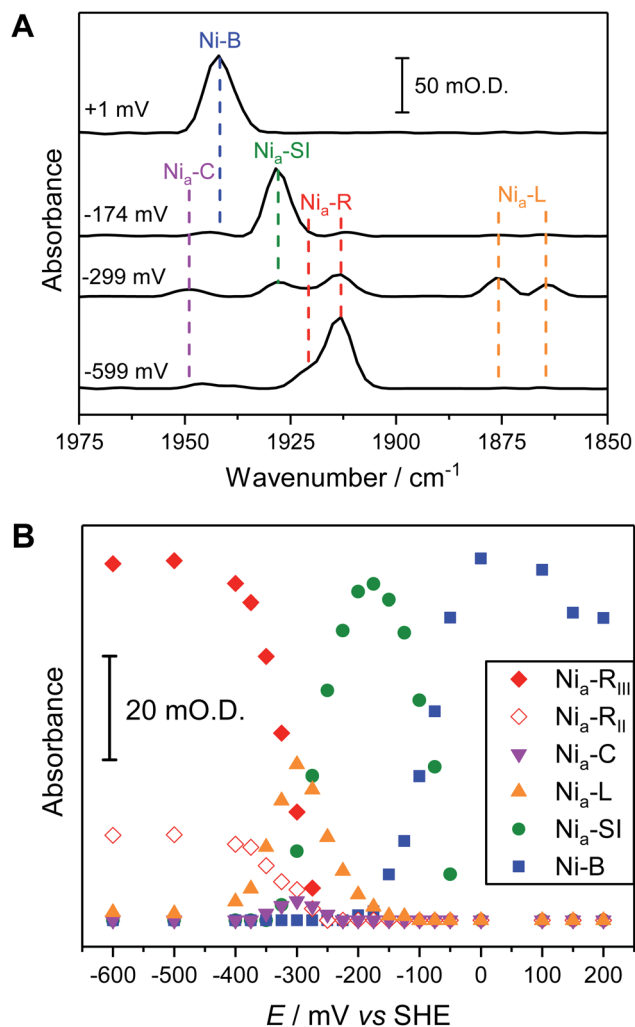 A
Ni-B
50 mO.D.
+1 mV
Niₐ-SI
Niₐ-C
Niₐ-R
Niₐ-L
-174 mV
-299 mV
-599 mV
Absorbance
1975 1950 1925 1900 1875 1850
Wavenumber / cm⁻¹
B
20 mO.D.
Absorbance
Niₐ-R_III
Niₐ-R_II
Niₐ-C
Niₐ-L
Niₐ-SI
Ni-B
-600 -500 -400 -300 -200 -100 0 100 200
E / mV vs SHE